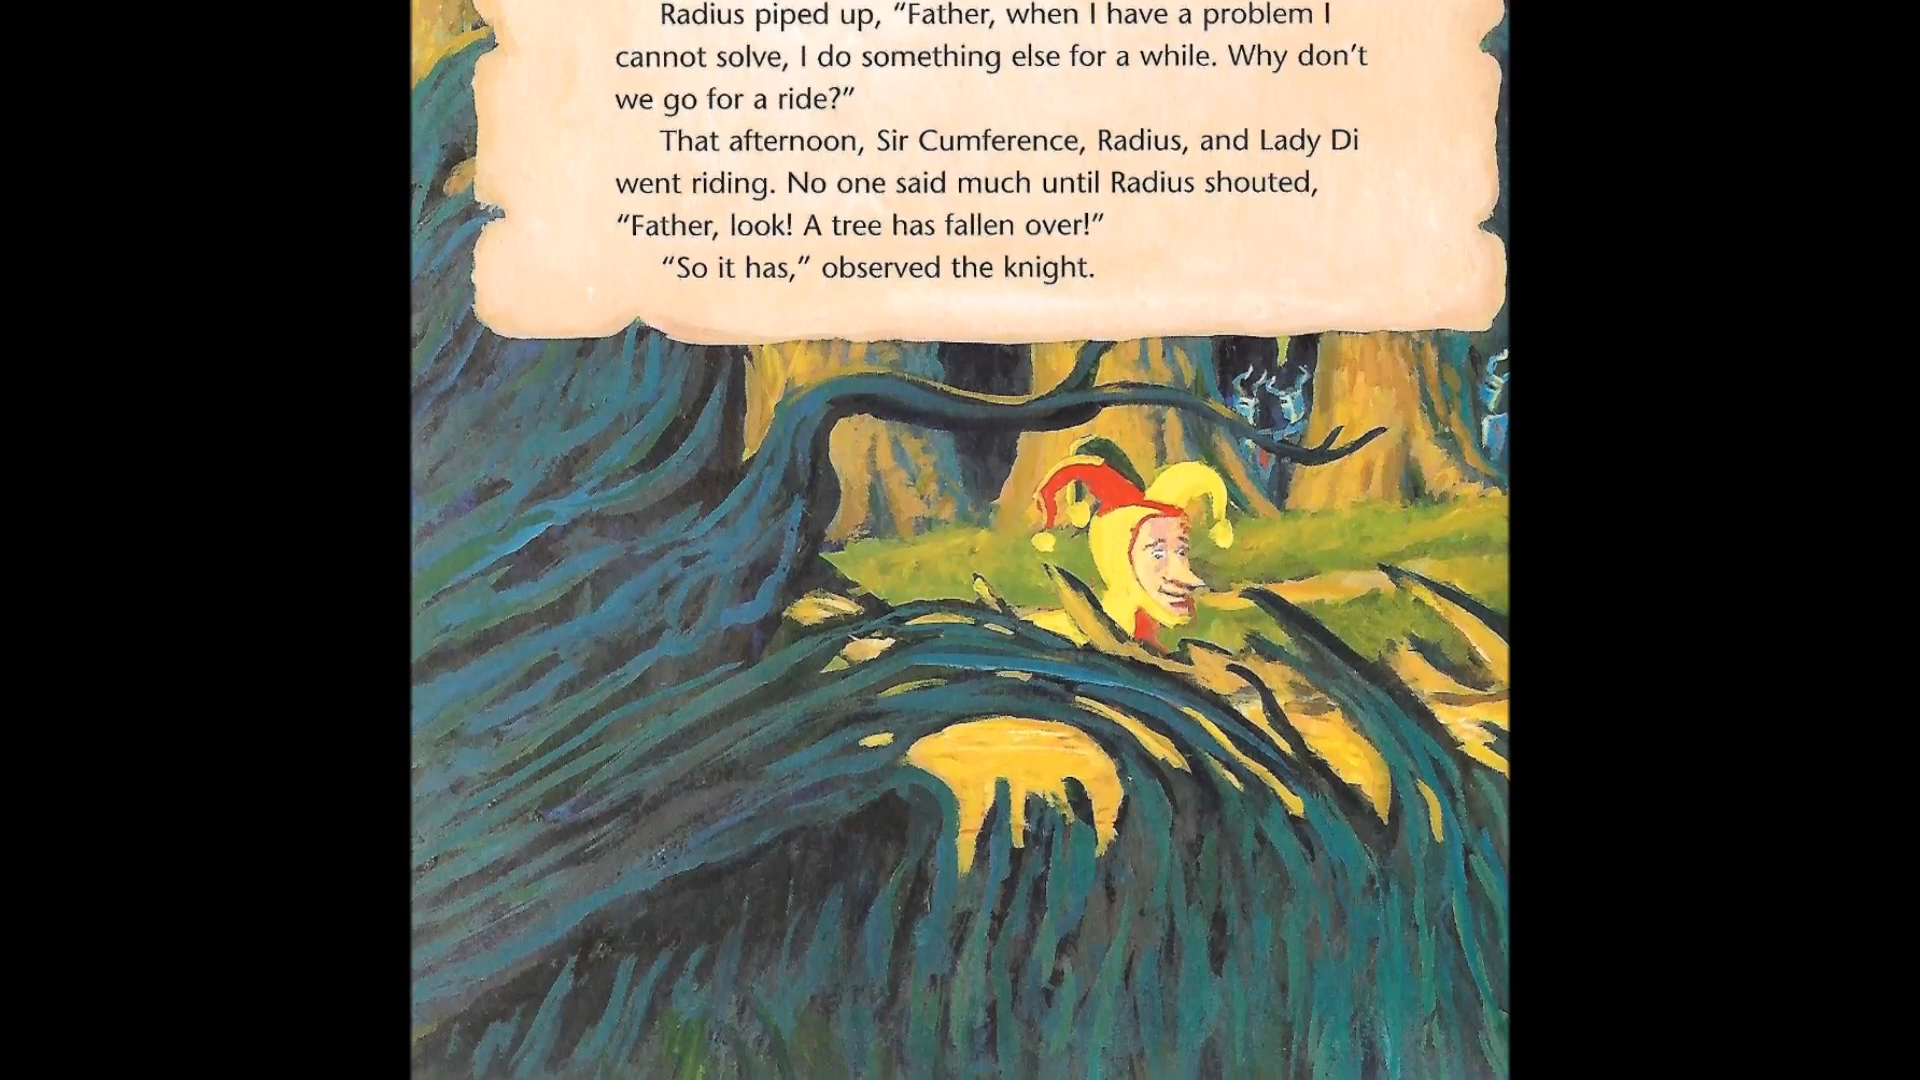 Radius piped up, “Father, when I have a problem I
cannot solve, I do something else for a while. Why don’t
we go for a ride?”
That afternoon, Sir Cumference, Radius, and Lady Di
went riding. No one said much until Radius shouted,
“Father, look! A tree has fallen over!”
“So it has,” observed the knight.